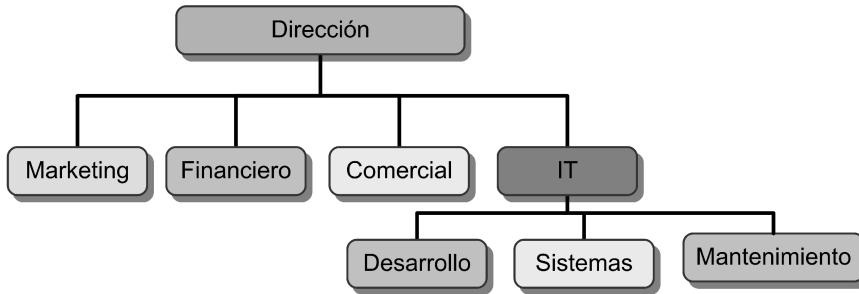 Dirección
Marketing
Financiero
Comercial
IT
Desarrollo
Sistemas
Mantenimiento